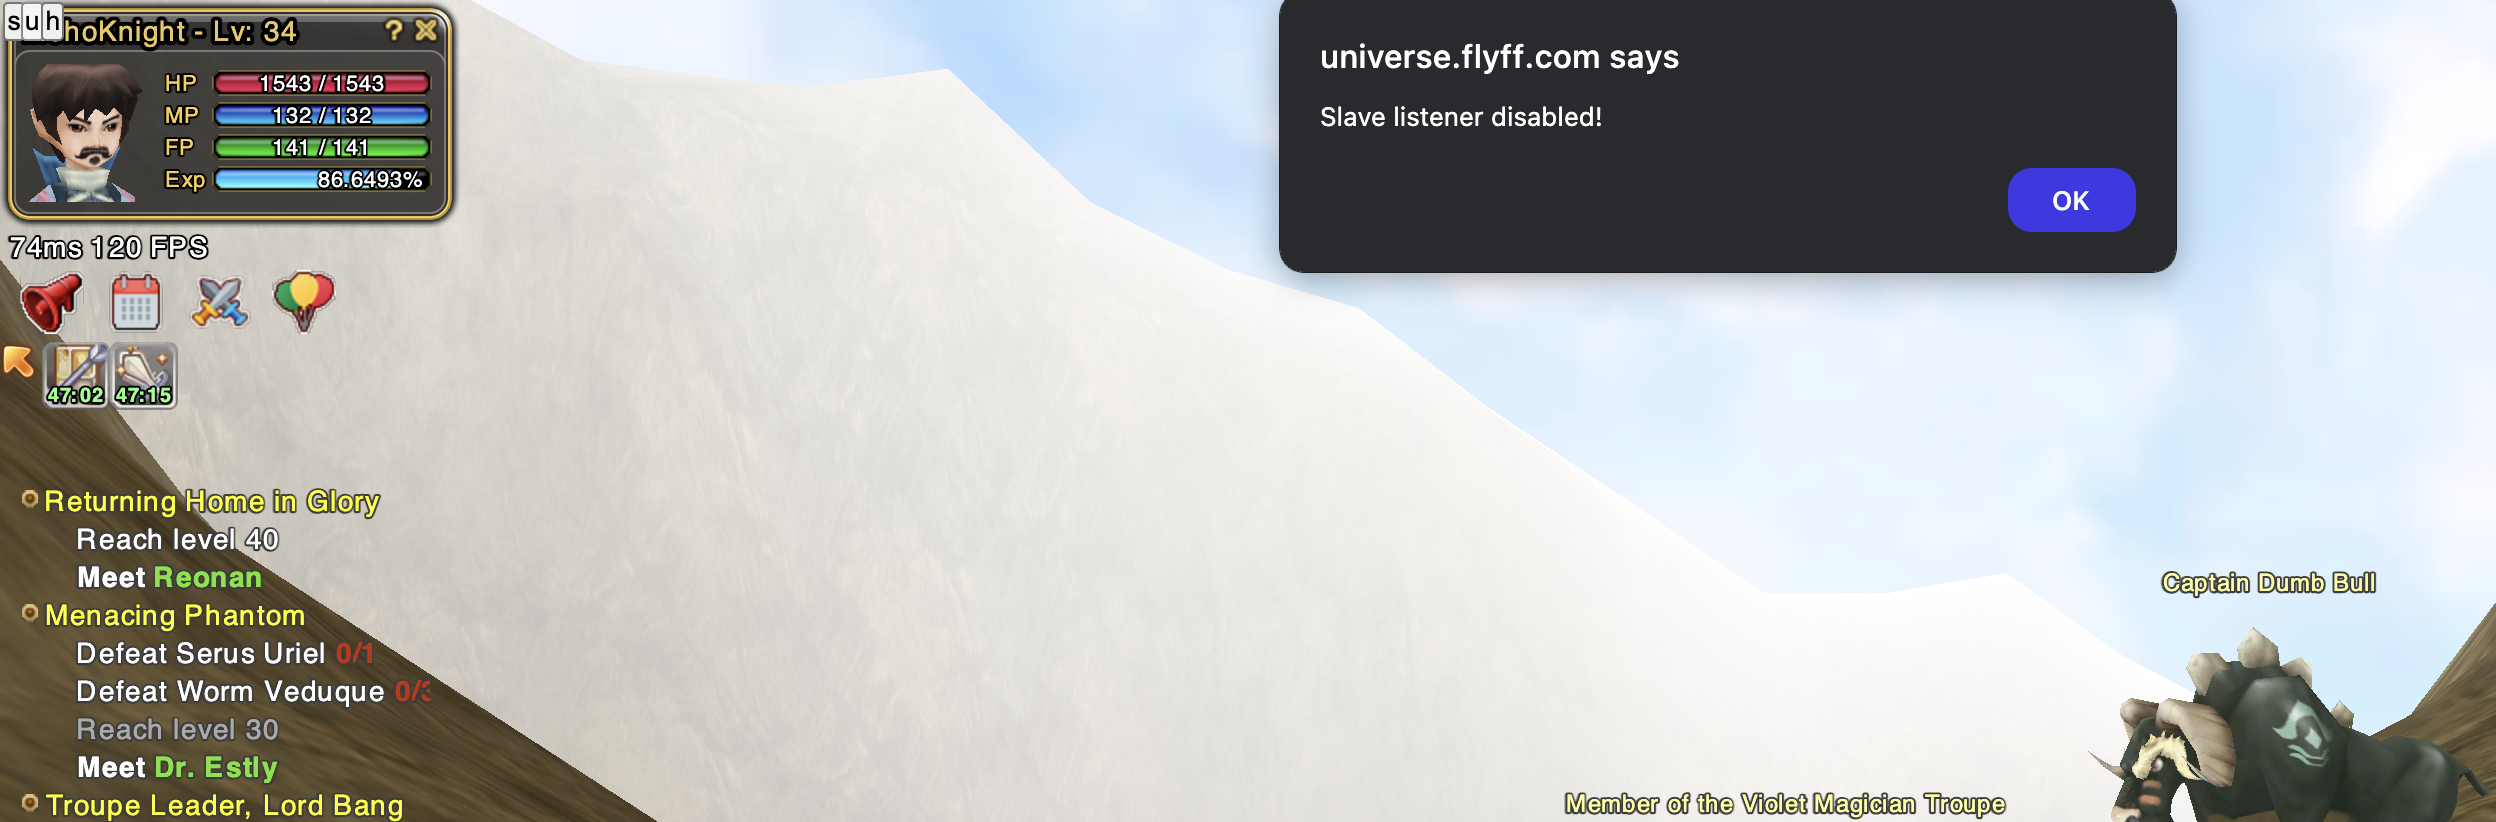 suh
hoKnight - Lv: 34
HP 1543 / 1543
MP 132 / 132
FP 141 / 141
Exp 86.6493%
74ms 120 FPS
47:02 47:15
Returning Home in Glory
Reach level 40
Meet Reonan
Menacing Phantom
Defeat Serus Uriel 0/1
Defeat Worm Veduque 0/3
Reach level 30
Meet Dr. Estly
Troupe Leader, Lord Bang
universe.flyff.com says
Slave listener disabled!
OK
Captain Dumb Bull
Member of the Violet Magician Troupe